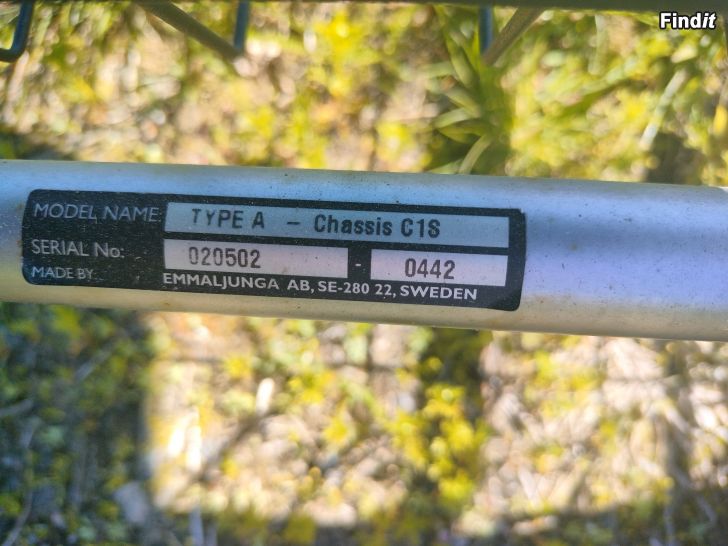 Findit
MODEL NAME: TYPE A - Chassis C1S
SERIAL No: 020502 - 0442
MADE BY: EMMALJUNGA AB, SE-280 22, SWEDEN